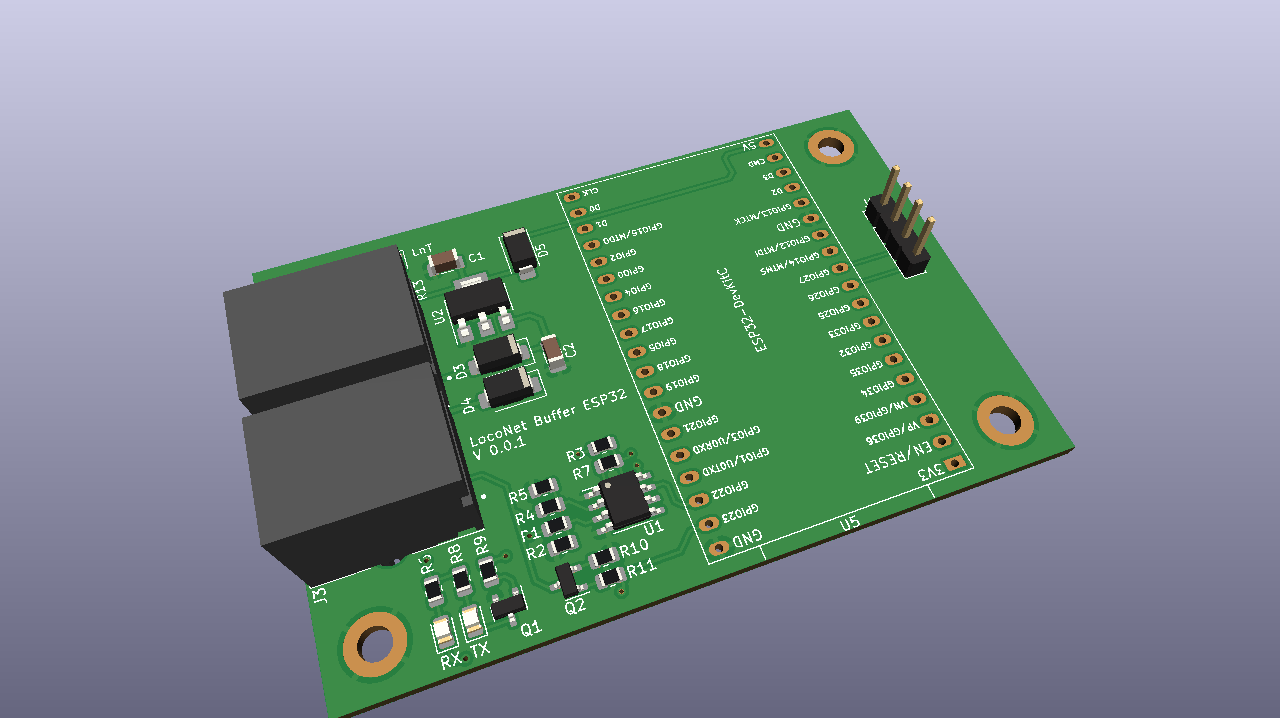 LnT
C1
D5
R13
U2
D3
D4
C2
LocoNet Buffer ESP32
V 0.0.1
R3
R7
R5
R4
R1
R2
U1
R10
R11
Q2
R6
R8
R9
Q1
RX
TX
J3
CLK
D0
D1
GPIO15/MTDO
GPIO2
GPIO0
GPIO4
GPIO16
GPIO17
GPIO5
GPIO18
GPIO19
GND
GPIO21
GPIO3/U0RXD
GPIO1/U0TXD
GPIO22
GPIO23
GND
ESP32-DevKitC
5V
CMD
D3
D2
GPIO13/MTCK
GND
GPIO12/MTDI
GPIO14/MTMS
GPIO27
GPIO26
GPIO25
GPIO33
GPIO32
GPIO35
GPIO34
VN/GPIO39
VP/GPIO36
EN/RESET
3V3
U5